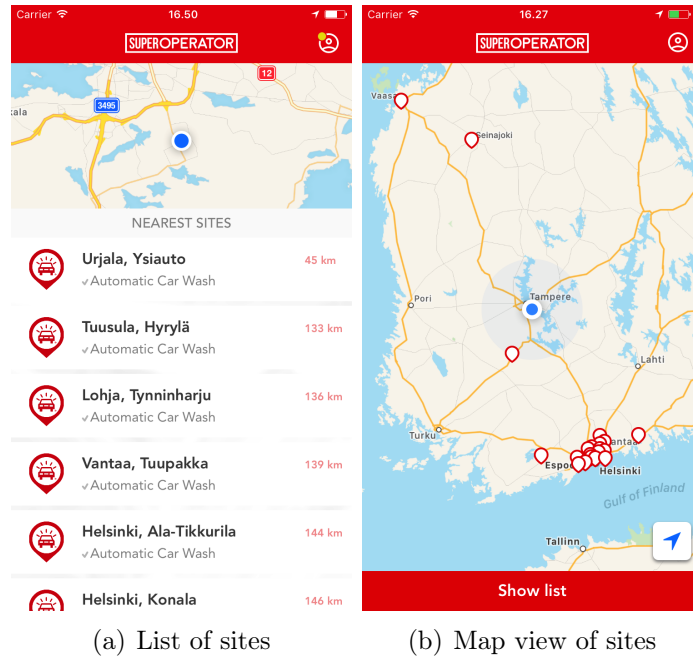 Carrier 16.50
SUPEROPERATOR
12
3495
kala
NEAREST SITES
Urjala, Ysiauto
45 km
Automatic Car Wash
Tuusula, Hyrylä
133 km
Automatic Car Wash
Lohja, Tynninharju
136 km
Automatic Car Wash
Vantaa, Tuupakka
139 km
Automatic Car Wash
Helsinki, Ala-Tikkurila
144 km
Automatic Car Wash
Helsinki, Konala
146 km
(a) List of sites
Carrier 16.27
SUPEROPERATOR
Vaasa
Seinajoki
Tampere
Pori
Lahti
Turku
Vantaa
Espoo
Helsinki
Gulf of Finland
Tallinn
Show list
(b) Map view of sites